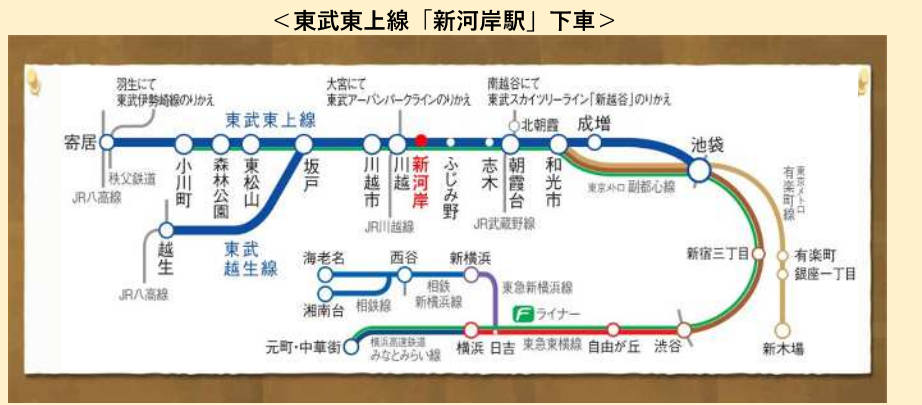 ＜東武東上線「新河岸駅」下車＞
羽生にて
東武伊勢崎線のりかえ
大宮にて
東武アーバンパークラインのりかえ
南越谷にて
東武スカイツリーライン「新越谷」のりかえ
寄居
東武東上線
北朝霞
成増
池袋
小川町
森林公園
東松山
坂戸
川越市
川越
新河岸
ふじみ野
志木
朝霞台
和光市
秩父鉄道
JR八高線
JR川越線
JR武蔵野線
東京メトロ 副都心線
東京メトロ
有楽町線
越生
東武
越生線
JR八高線
新宿三丁目
有楽町
銀座一丁目
海老名
西谷
新横浜
湘南台
相鉄線
相鉄
新横浜線
東急新横浜線
F ライナー
元町・中華街
横浜高速鉄道
みなとみらい線
横浜
日吉
東急東横線
自由が丘
渋谷
新木場